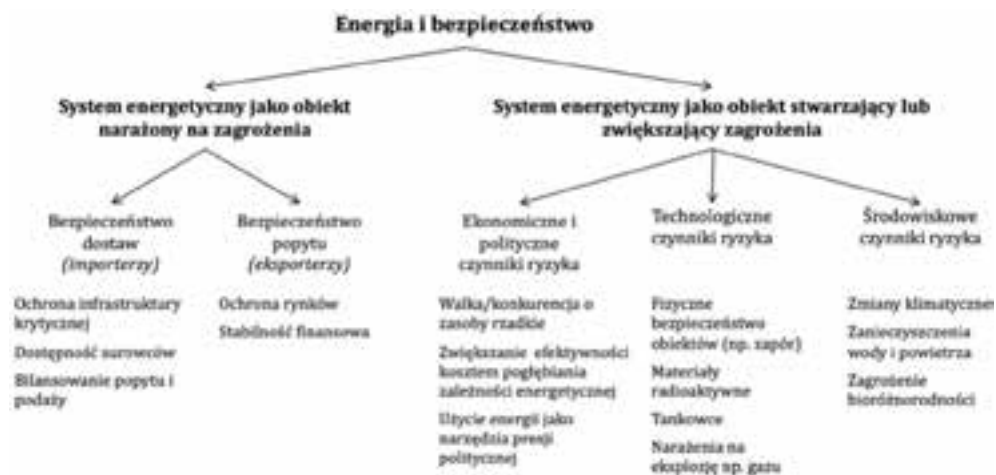 Energia i bezpieczeństwo
System energetyczny jako obiekt
narażony na zagrożenia
System energetyczny jako obiekt stwarzający lub
zwiększający zagrożenia
Bezpieczeństwo
dostaw
(importerzy)
Bezpieczeństwo
popytu
(eksporterzy)
Ekonomiczne i
polityczne
czynniki ryzyka
Technologiczne
czynniki ryzyka
Środowiskowe
czynniki ryzyka
Ochrona infrastruktury
krytycznej
Dostępność surowców
Bilansowanie popytu i
podaży
Ochrona rynków
Stabilność finansowa
Walka/konkurencja o
zasoby rzadkie
Zwiększanie efektywności
kosztem pogłębiania
zależności energetycznej
Użycie energii jako
narzędzia presji
politycznej
Fizyczne
bezpieczeństwo
obiektów (np. zapór)
Materiały
radioaktywne
Tankowce
Narażenia na
eksplozję np. gazu
Zmiany klimatyczne
Zanieczyszczenia
wody i powietrza
Zagrożenie
bioróżnorodności